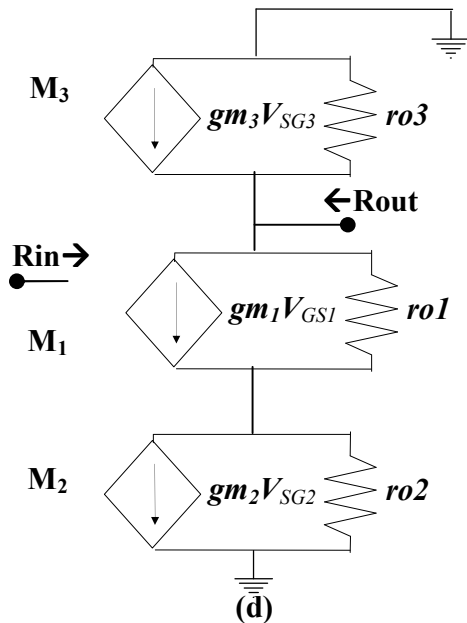 M3
gm3VSG3
ro3
←Rout
Rin→
gm1VGS1
ro1
M1
M2
gm2VSG2
ro2
(d)